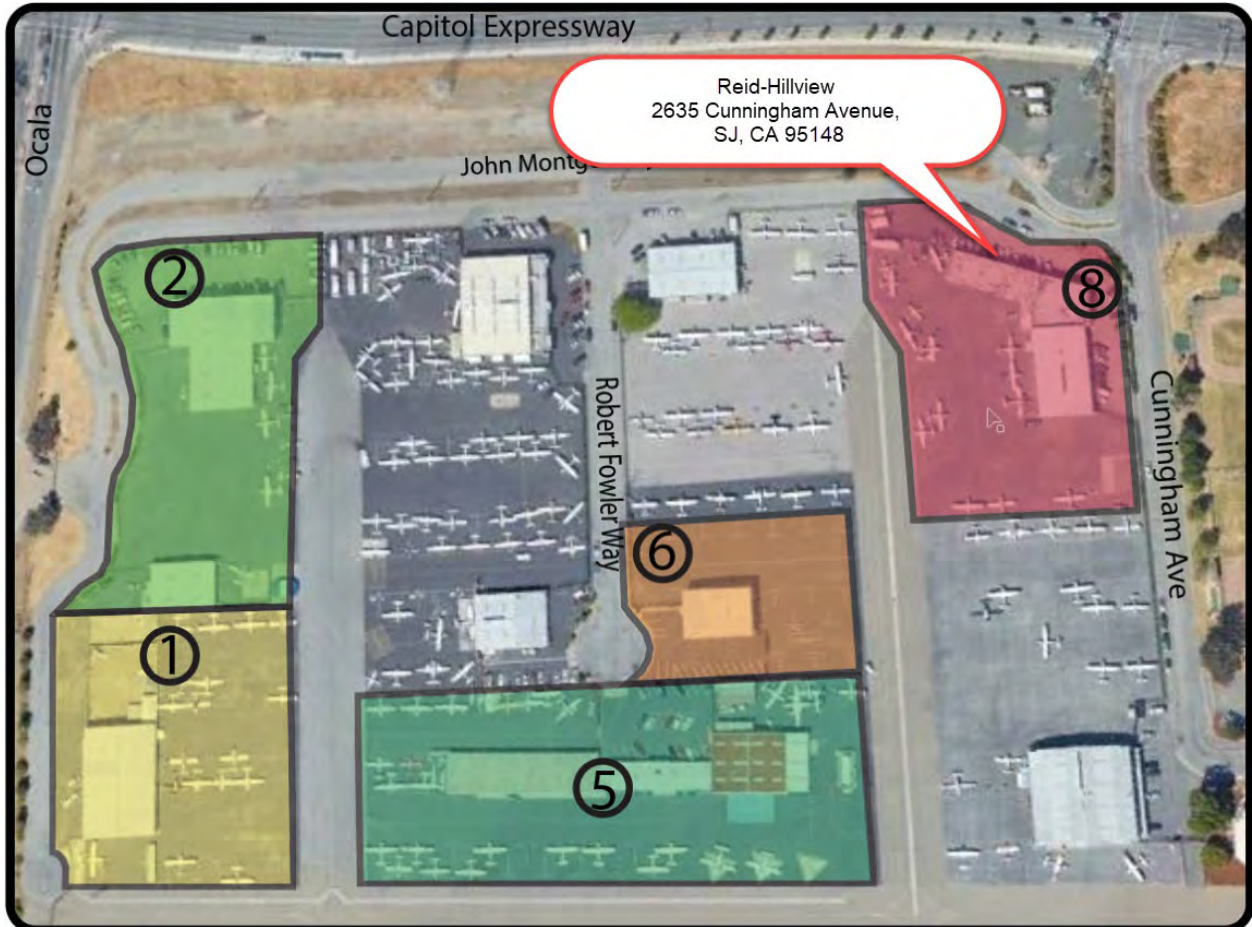 Capitol Expressway
Reid-Hillview
2635 Cunningham Avenue,
SJ, CA 95148
Ocala
John
2
8
Robert Fowler Way
Cunningham Ave
6
1
5